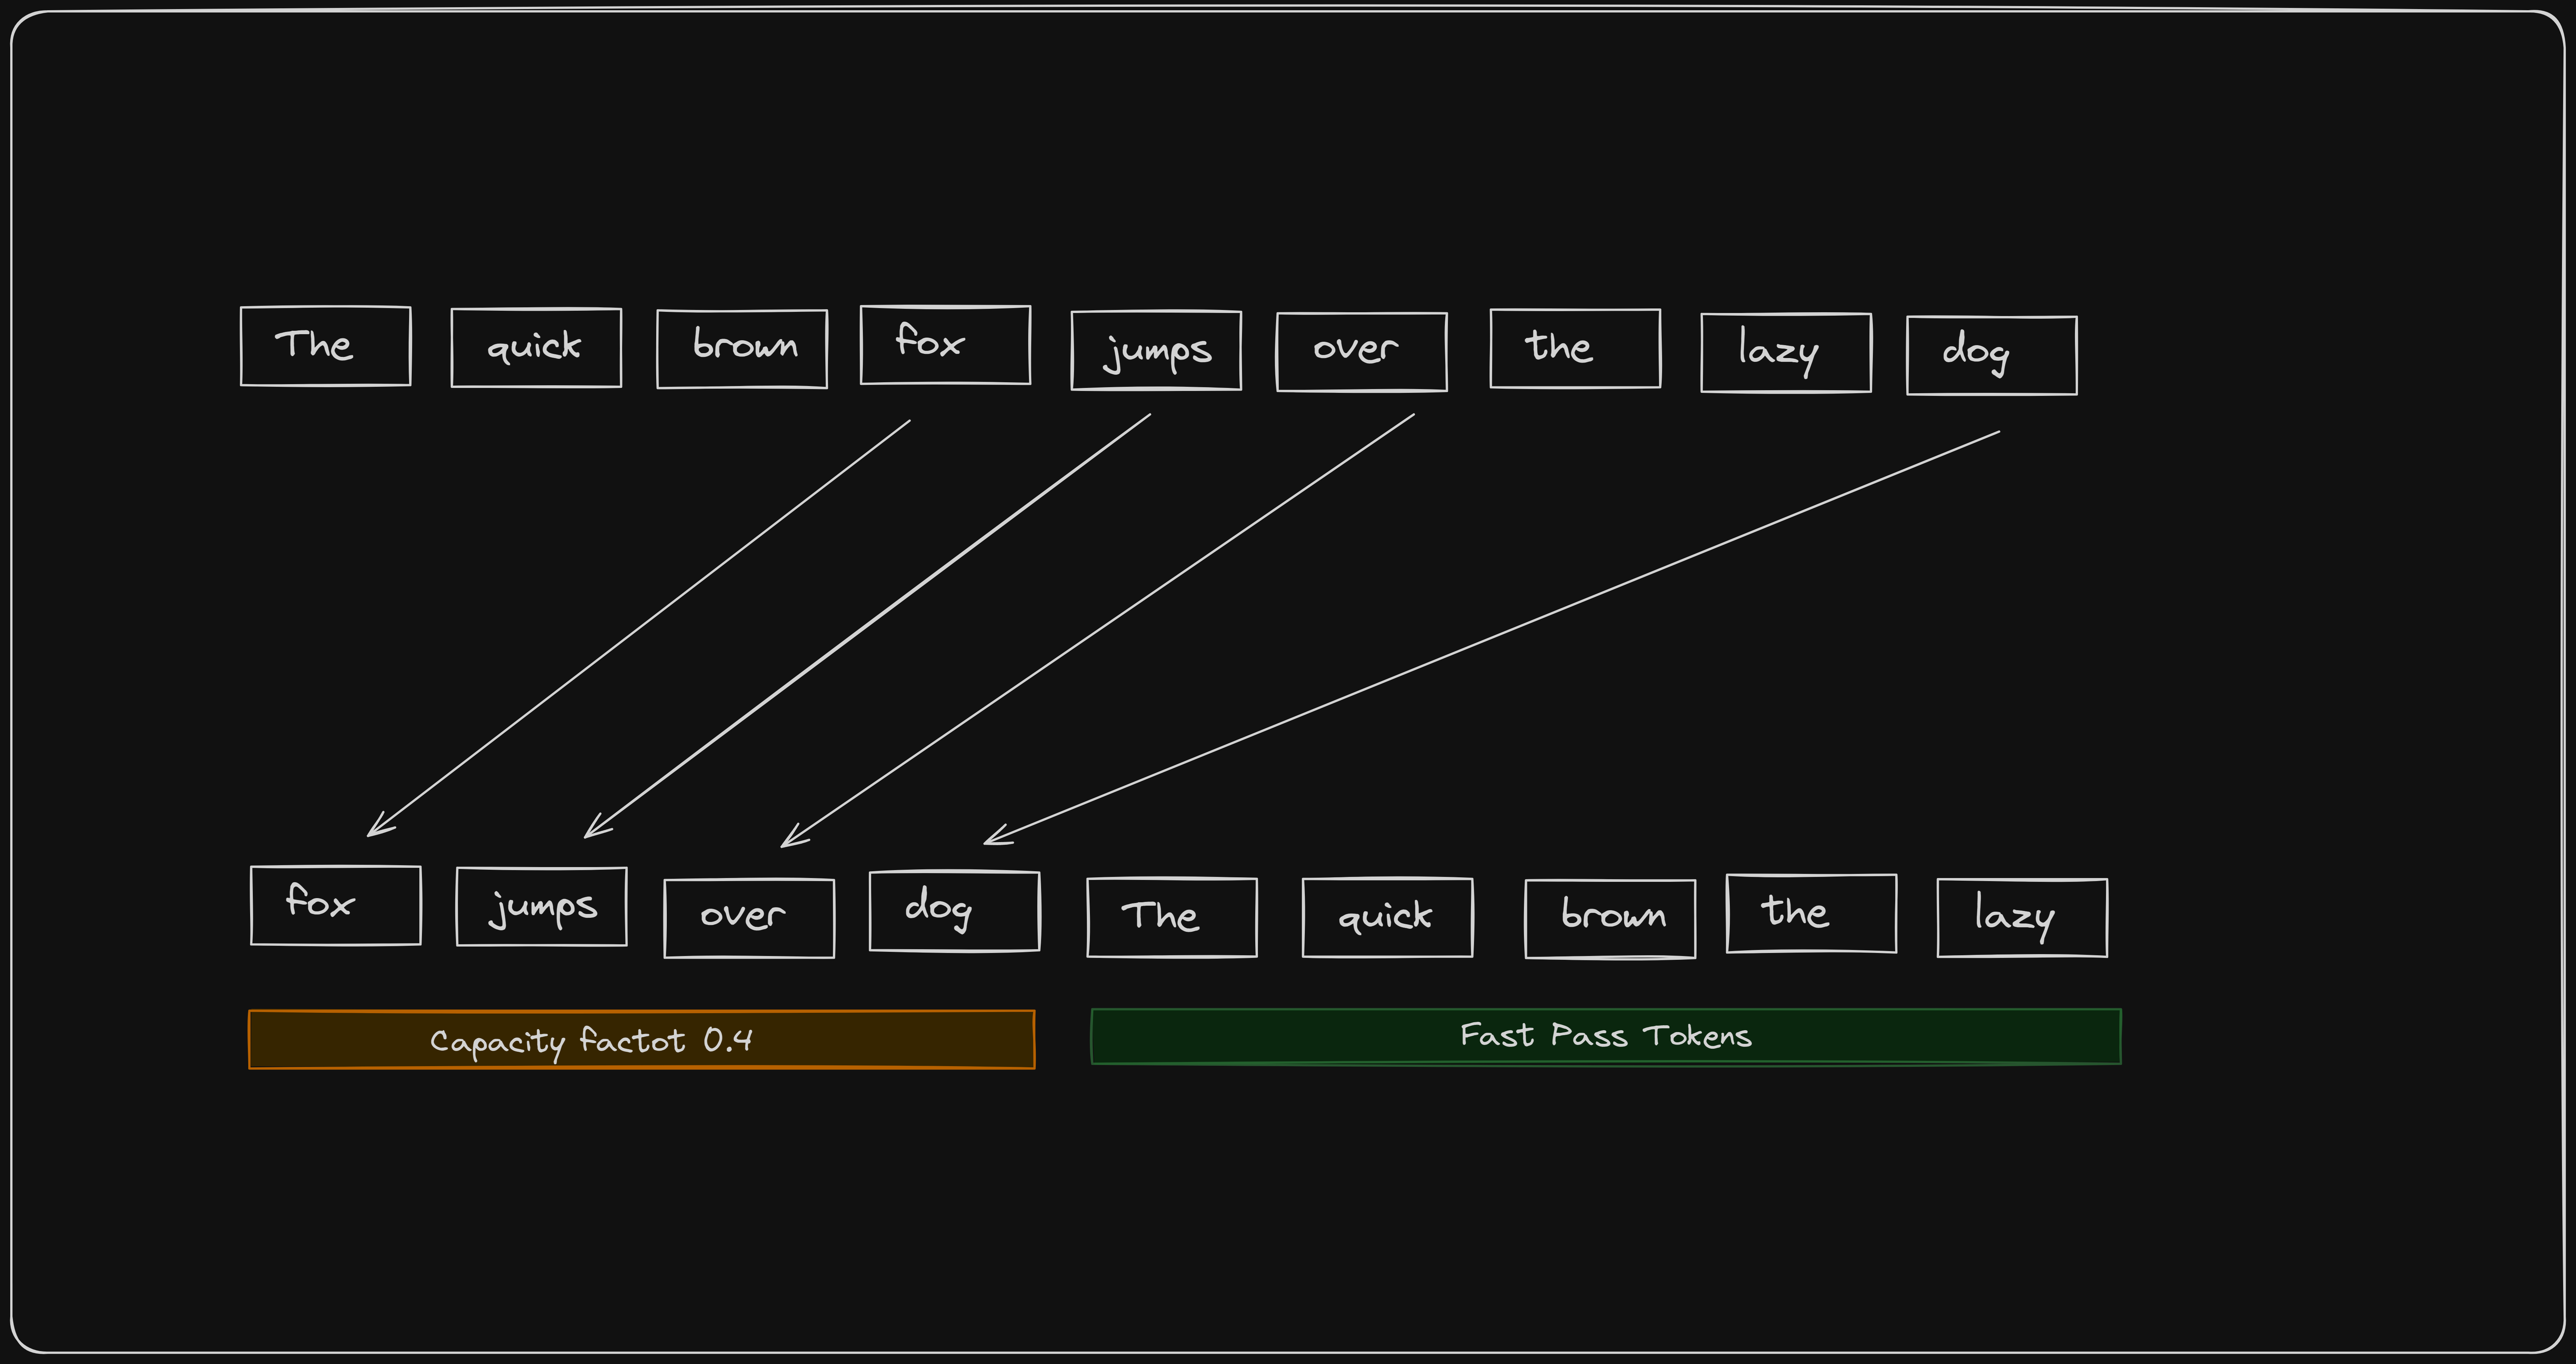 The quick brown fox jumps over the lazy dog
fox jumps over dog The quick brown the lazy
Capacity factot 0.4 Fast Pass Tokens